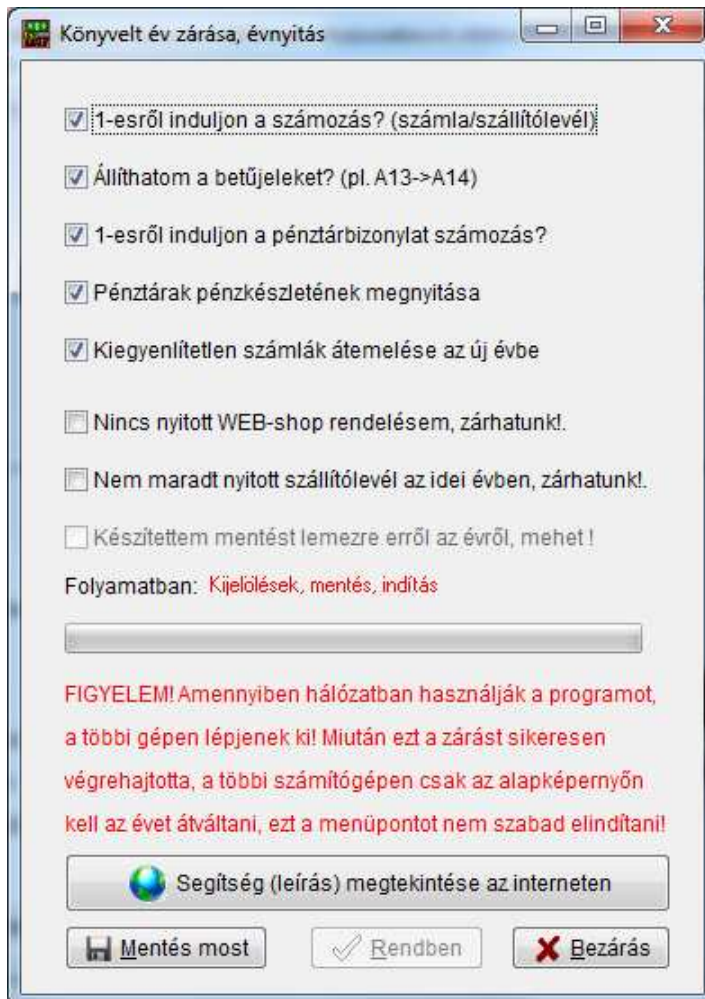 Könyvelt év zárása, évnyitás
1-esről induljon a számozás? (számla/szállítólevél)
Állíthatom a betűjeleket? (pl. A13->A14)
1-esről induljon a pénztárbizonylat számozás?
Pénztárak pénzkészletének megnyitása
Kiegyenlítetlen számlák átemelése az új évbe
Nincs nyitott WEB-shop rendelésem, zárhatunk!.
Nem maradt nyitott szállítólevél az idei évben, zárhatunk!.
Készítettem mentést lemezre erről az évről, mehet !
Folyamatban: Kijelölések, mentés, indítás
FIGYELEM! Amennyiben hálózatban használják a programot,
a többi gépen lépjenek ki! Miután ezt a zárást sikeresen
végrehajtotta, a többi számítógépen csak az alapképernyőn
kell az évet átváltani, ezt a menüpontot nem szabad elindítani!
Segítség (leírás) megtekintése az interneten
Mentés most
Rendben
Bezárás